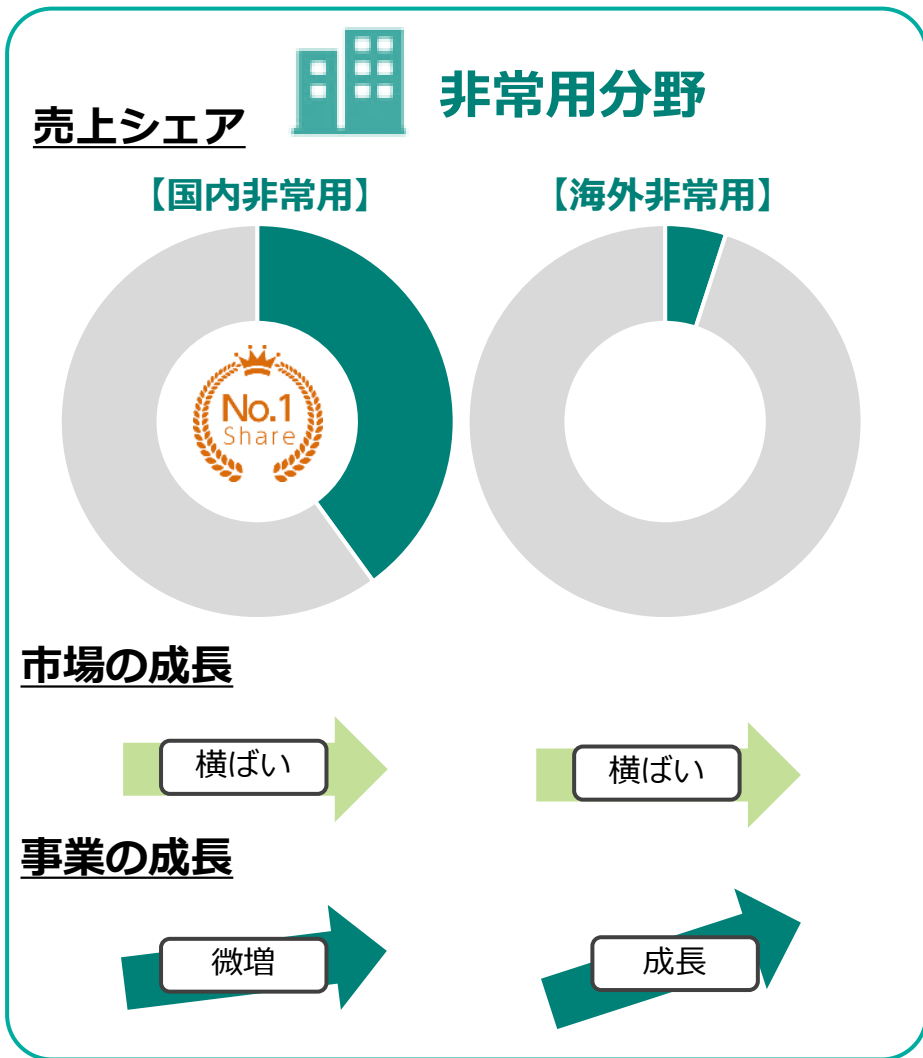 非常用分野
売上シェア
【国内非常用】
【海外非常用】
No.1
Share
市場の成長
横ばい
横ばい
事業の成長
微増
成長